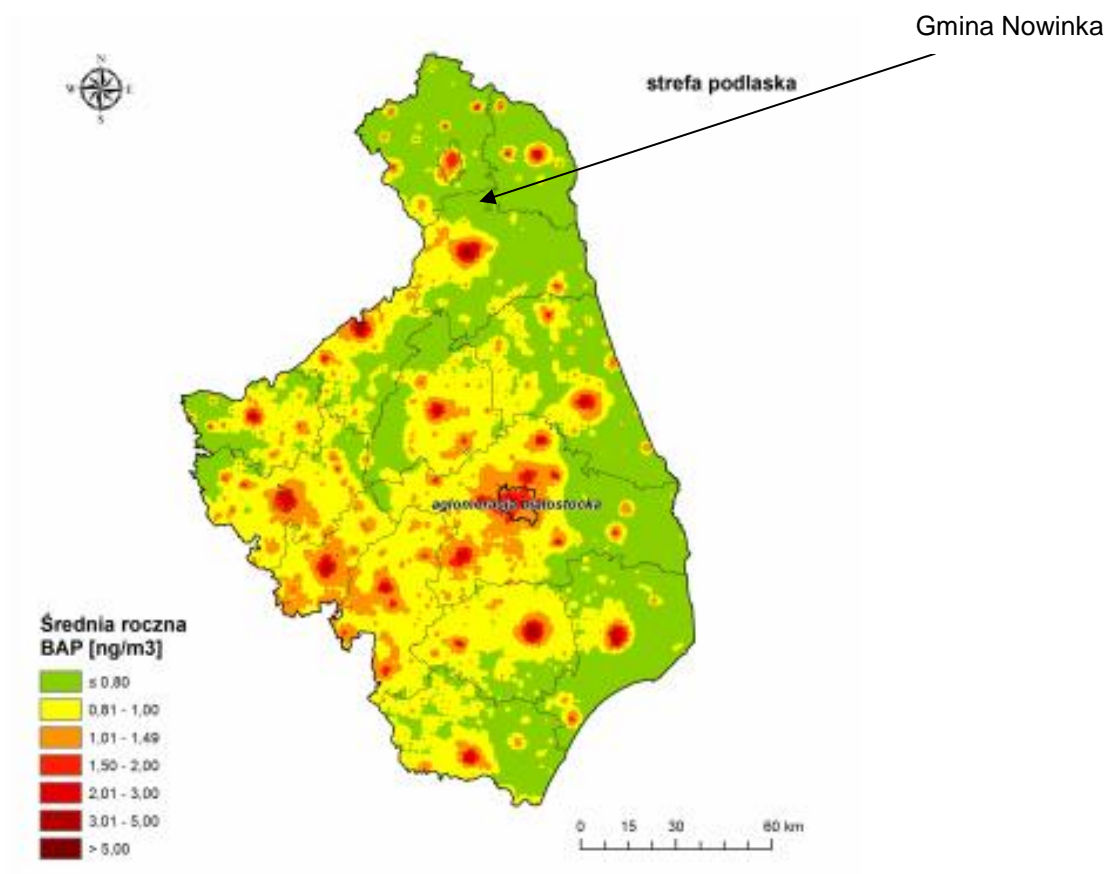 Gmina Nowinka
N
W E
S
strefa podlaska
aglomeracja białostocka
Średnia roczna
BAP [ng/m3]
≤ 0,80
0,81 - 1,00
1,01 - 1,49
1,50 - 2,00
2,01 - 3,00
3,01 - 5,00
> 5,00
0 15 30 60 km